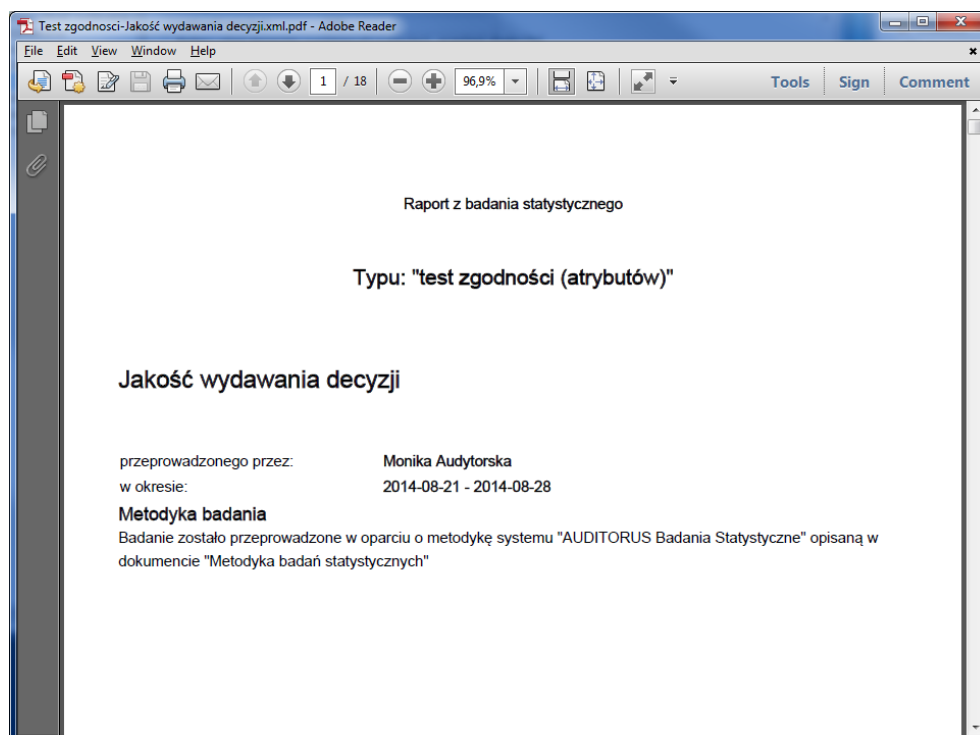 Test zgodnosci-Jakość wydawania decyzji.xml.pdf - Adobe Reader
File Edit View Window Help
1 / 18 96,9% Tools Sign Comment
Raport z badania statystycznego
Typu: "test zgodności (atrybutów)"
Jakość wydawania decyzji
przeprowadzonego przez: Monika Audytorska
w okresie: 2014-08-21 - 2014-08-28
Metodyka badania
Badanie zostało przeprowadzone w oparciu o metodykę systemu "AUDITORUS Badania Statystyczne" opisaną w
dokumencie "Metodyka badań statystycznych"